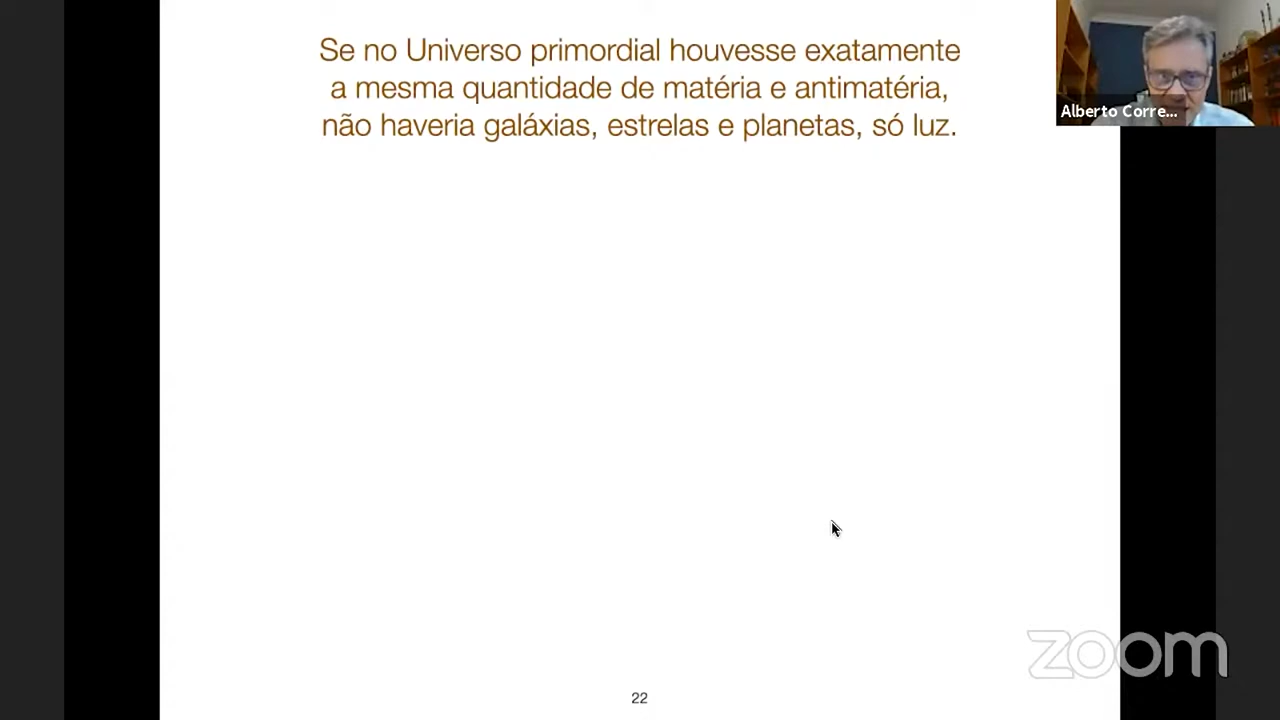 Se no Universo primordial houvesse exatamente
a mesma quantidade de matéria e antimatéria,
não haveria galáxias, estrelas e planetas, só luz.
Alberto Corre...
zoom
22